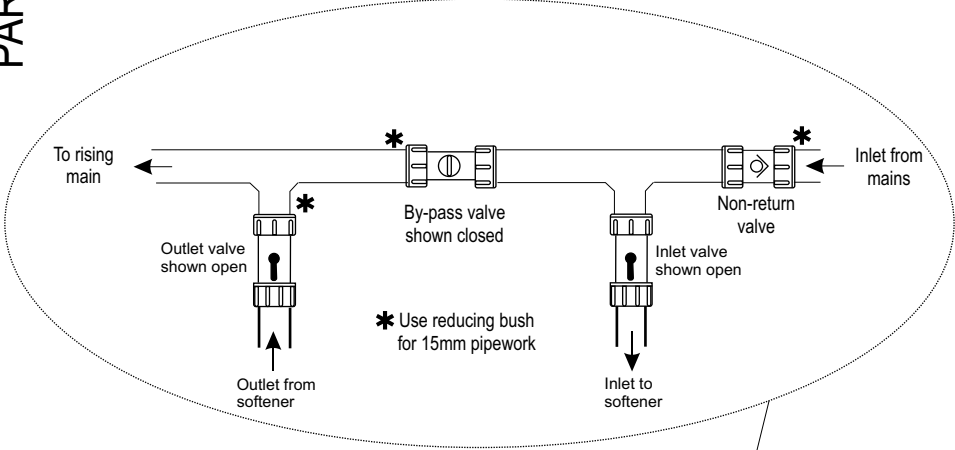 PAR
To rising
main
✱
By-pass valve
shown closed
✱
Inlet from
mains
Non-return
valve
✱
Outlet valve
shown open
Inlet valve
shown open
✱ Use reducing bush
for 15mm pipework
Outlet from
softener
Inlet to
softener